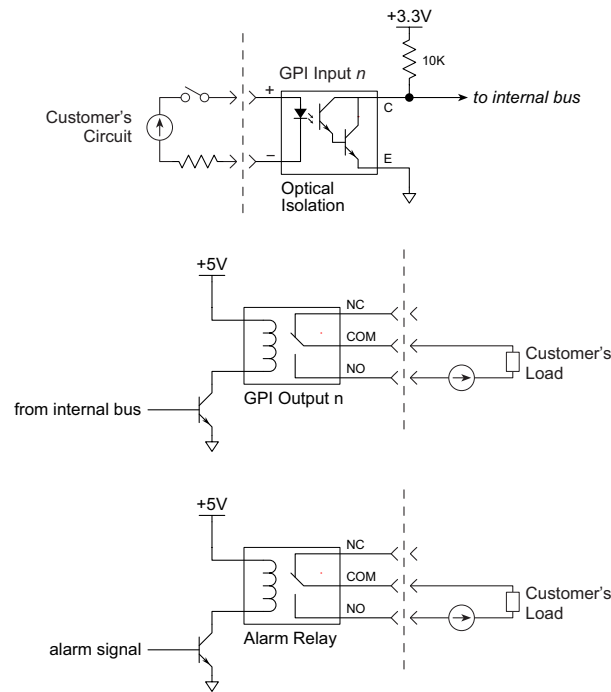 +3.3V
10K
GPI Input n
+
C
to internal bus
Customer's
Circuit
–
E
Optical
Isolation
+5V
NC
COM
NO
Customer's
Load
GPI Output n
from internal bus
+5V
NC
COM
NO
Customer's
Load
Alarm Relay
alarm signal